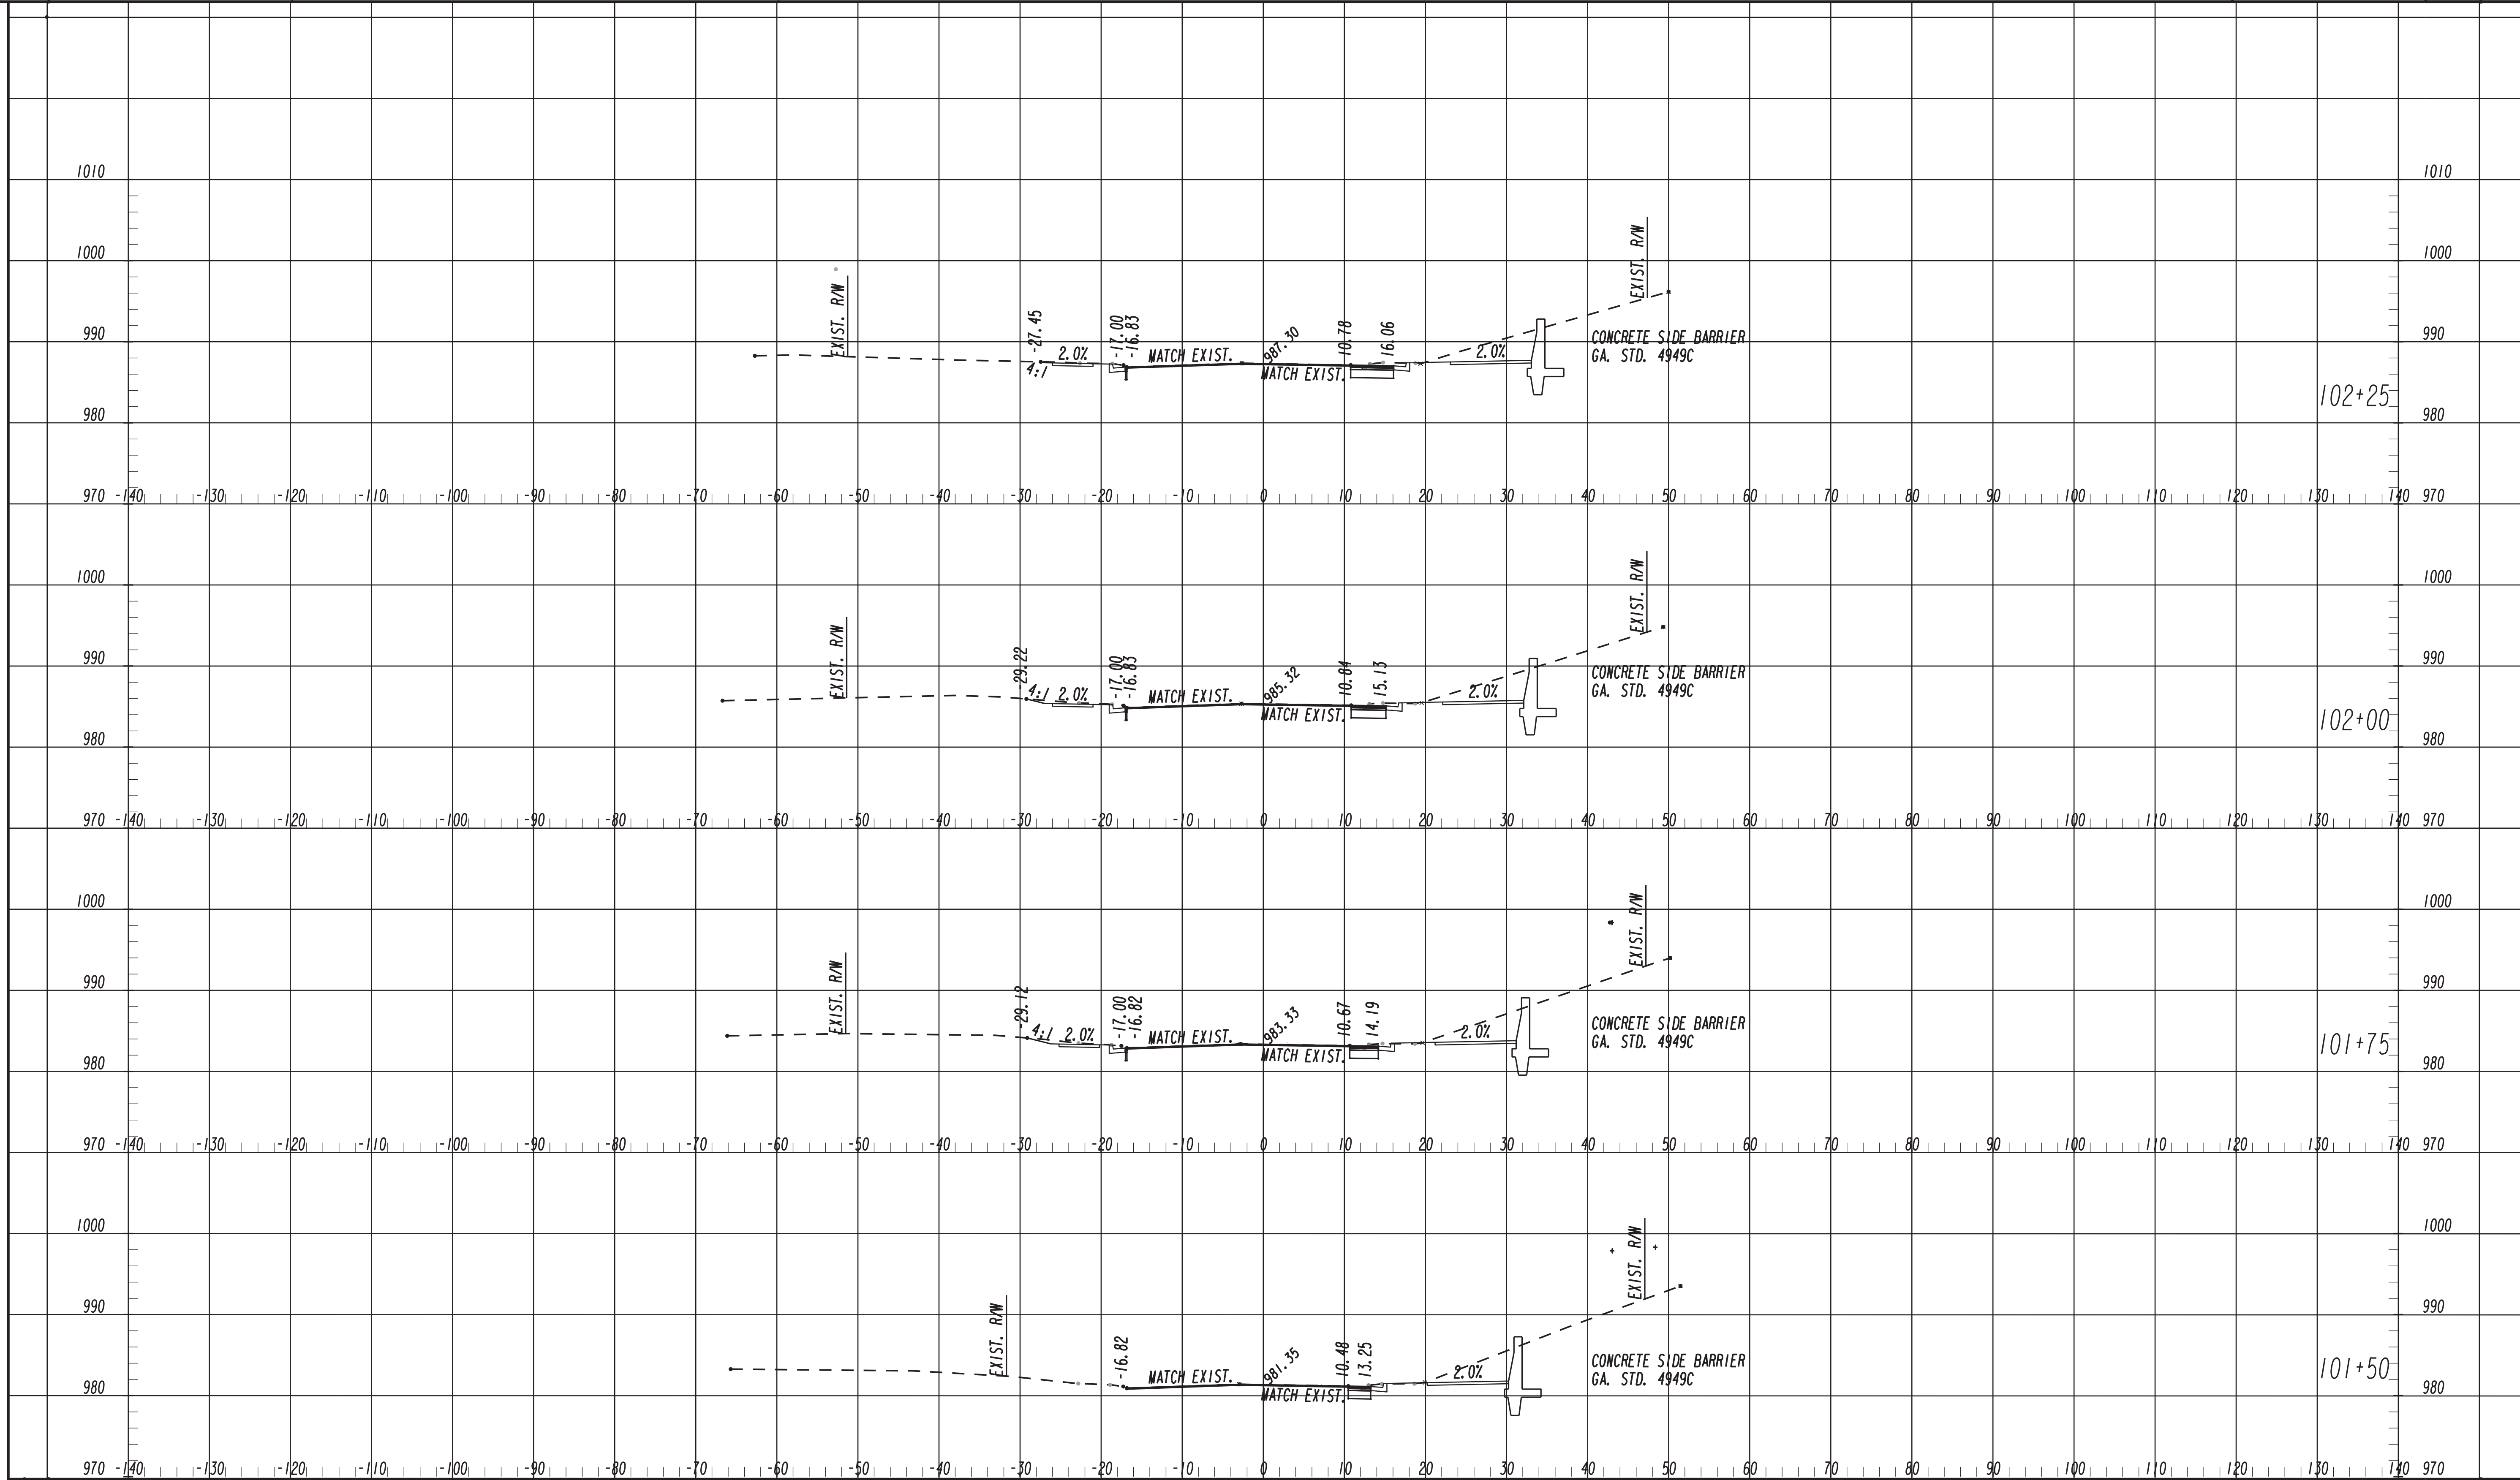 1010 1010
1000 1000
EXIST. R/W
EXIST. R/W
990 990
-27.45
-17.00
-16.83
987.30
10.78
16.06
4:1
2.0%
MATCH EXIST.
MATCH EXIST.
2.0%
CONCRETE SIDE BARRIER
GA. STD. 4949C
102+25
980 980
970 -140 -130 -120 -110 -100 -90 -80 -70 -60 -50 -40 -30 -20 -10 0 10 20 30 40 50 60 70 80 90 100 110 120 130 140 970
1000 1000
EXIST. R/W
EXIST. R/W
990 990
-29.22
-17.00
-16.83
985.32
10.84
15.13
4:1
2.0%
MATCH EXIST.
MATCH EXIST.
2.0%
CONCRETE SIDE BARRIER
GA. STD. 4949C
102+00
980 980
970 -140 -130 -120 -110 -100 -90 -80 -70 -60 -50 -40 -30 -20 -10 0 10 20 30 40 50 60 70 80 90 100 110 120 130 140 970
1000 1000
EXIST. R/W
EXIST. R/W
990 990
-29.12
-17.00
-16.82
983.33
10.67
14.19
4:1
2.0%
MATCH EXIST.
MATCH EXIST.
2.0%
CONCRETE SIDE BARRIER
GA. STD. 4949C
101+75
980 980
970 -140 -130 -120 -110 -100 -90 -80 -70 -60 -50 -40 -30 -20 -10 0 10 20 30 40 50 60 70 80 90 100 110 120 130 140 970
1000 1000
EXIST. R/W
EXIST. R/W
990 990
-16.82
981.35
10.48
13.25
MATCH EXIST.
MATCH EXIST.
2.0%
CONCRETE SIDE BARRIER
GA. STD. 4949C
101+50
980 980
970 -140 -130 -120 -110 -100 -90 -80 -70 -60 -50 -40 -30 -20 -10 0 10 20 30 40 50 60 70 80 90 100 110 120 130 140 970